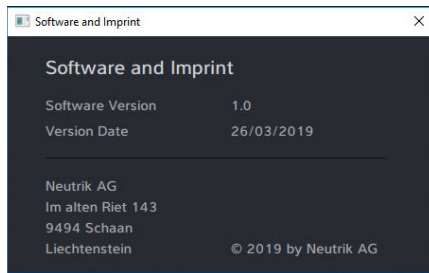 Software and Imprint
Software and Imprint
Software Version 1.0
Version Date 26/03/2019
Neutrik AG
Im alten Riet 143
9494 Schaan
Liechtenstein © 2019 by Neutrik AG